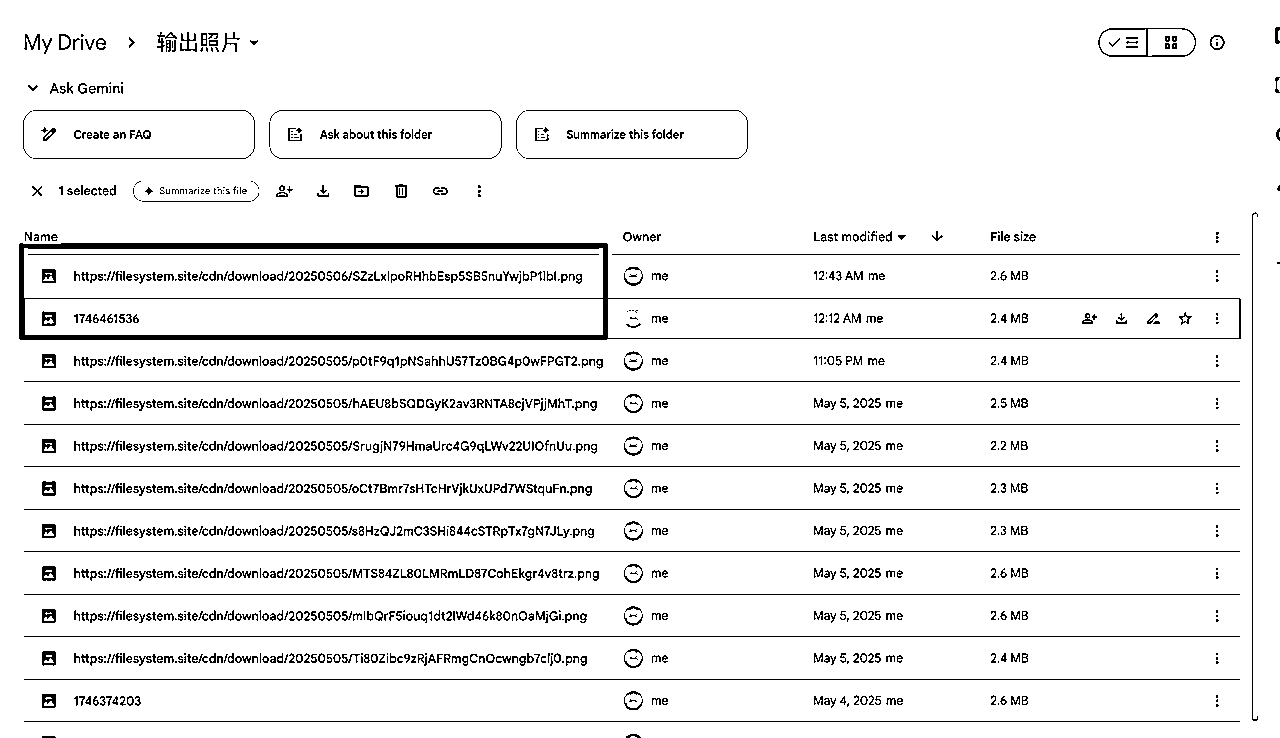 My Drive > 输出照片
Ask Gemini
Create an FAQ
Ask about this folder
Summarize this folder
1 selected
Summarize this file
Name Owner Last modified File size
https://filesystem.site/cdn/download/20250506/SZzLxlpoRHhbEsp5SB5nuYwjbP1lbI.png me 12:43 AM me 2.6 MB
1746461536 me 12:12 AM me 2.4 MB
https://filesystem.site/cdn/download/20250505/p0tF9q1pNSahhU57Tz0BG4p0wFPGT2.png me 11:05 PM me 2.4 MB
https://filesystem.site/cdn/download/20250505/hAEU8bSQDGyK2av3RNTA8cjVPjjMhT.png me May 5, 2025 me 2.5 MB
https://filesystem.site/cdn/download/20250505/SrugjN79HmaUrc4G9qLWv22UIOfnUu.png me May 5, 2025 me 2.2 MB
https://filesystem.site/cdn/download/20250505/oCt7Bmr7sHTcHrVjkUxUPd7WStquFn.png me May 5, 2025 me 2.3 MB
https://filesystem.site/cdn/download/20250505/s8HzQJ2mC3SHi844cSTRpTx7gN7JLy.png me May 5, 2025 me 2.3 MB
https://filesystem.site/cdn/download/20250505/MTS84ZL80LMRmLD87CohEkgr4v8trz.png me May 5, 2025 me 2.6 MB
https://filesystem.site/cdn/download/20250505/mIbQrF5iouq1dt2lWd46k80nOaMjGi.png me May 5, 2025 me 2.6 MB
https://filesystem.site/cdn/download/20250505/Ti80Zibc9zRjAFRmgCnOcwngb7clj0.png me May 5, 2025 me 2.4 MB
1746374203 me May 4, 2025 me 2.6 MB